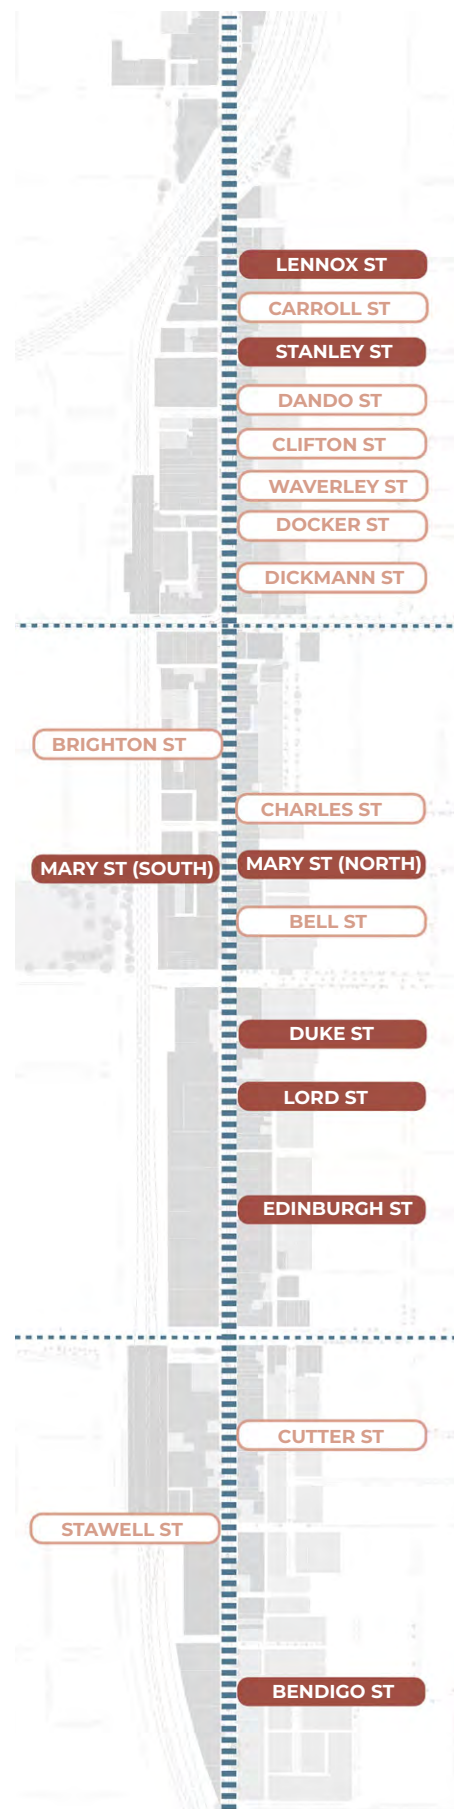 LENNOX ST
CARROLL ST
STANLEY ST
DANDO ST
CLIFTON ST
WAVERLEY ST
DOCKER ST
DICKMANN ST
BRIGHTON ST
CHARLES ST
MARY ST (SOUTH)
MARY ST (NORTH)
BELL ST
DUKE ST
LORD ST
EDINBURGH ST
CUTTER ST
STAWELL ST
BENDIGO ST